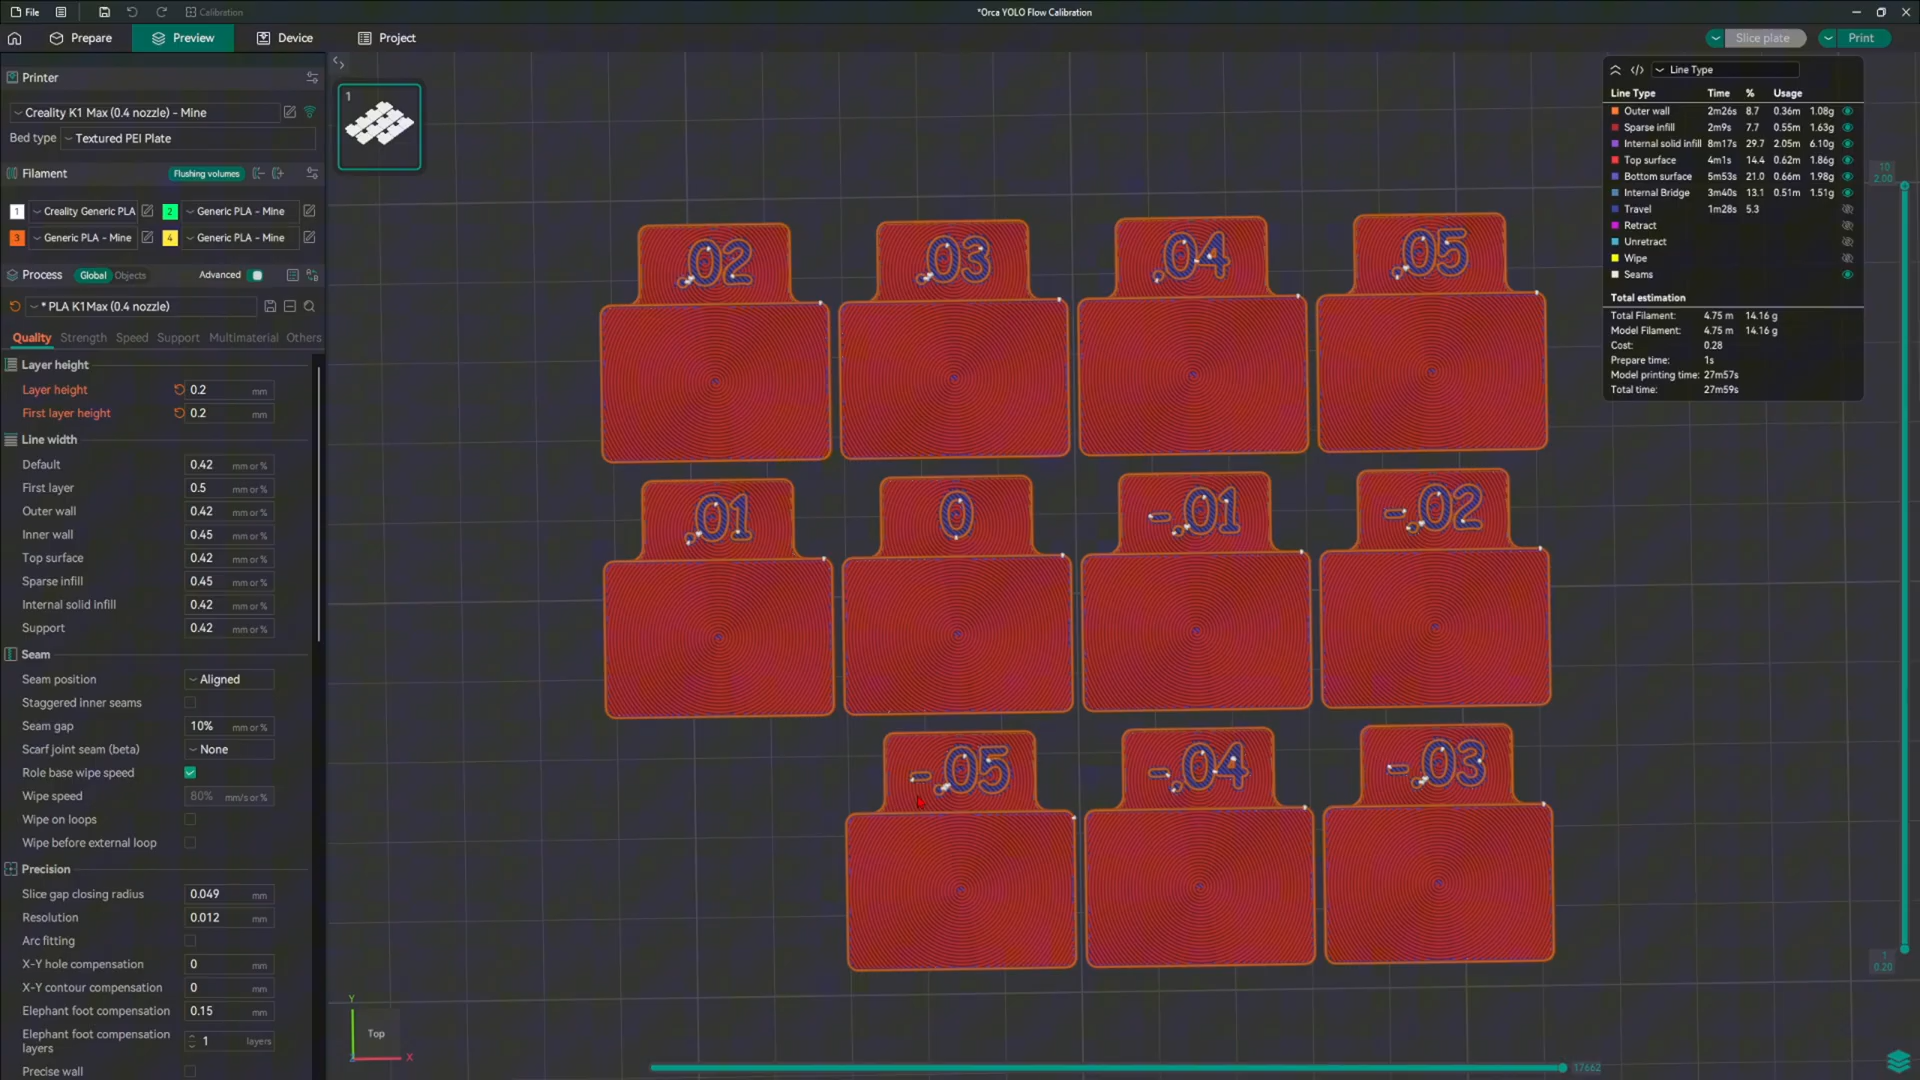 File
Calibration
*Orca YOLO Flow Calibration
Prepare
Preview
Device
Project
Slice plate
Print
Printer
Creality K1 Max (0.4 nozzle) - Mine
Bed type
Textured PEI Plate
Filament
Flushing volumes
1 Creality Generic PLA
2 Generic PLA - Mine
3 Generic PLA - Mine
4 Generic PLA - Mine
Process
Global
Objects
Advanced
* PLA K1Max (0.4 nozzle)
Quality
Strength
Speed
Support
Multimaterial
Others
Layer height
Layer height 0.2 mm
First layer height 0.2 mm
Line width
Default 0.42 mm or %
First layer 0.5 mm or %
Outer wall 0.42 mm or %
Inner wall 0.45 mm or %
Top surface 0.42 mm or %
Sparse infill 0.45 mm or %
Internal solid infill 0.42 mm or %
Support 0.42 mm or %
Seam
Seam position Aligned
Staggered inner seams
Seam gap 10% mm or %
Scarf joint seam (beta) None
Role base wipe speed
Wipe speed 80% mm/s or %
Wipe on loops
Wipe before external loop
Precision
Slice gap closing radius 0.049 mm
Resolution 0.012 mm
Arc fitting
X-Y hole compensation 0 mm
X-Y contour compensation 0 mm
Elephant foot compensation 0.15 mm
Elephant foot compensation layers 1 layers
Precise wall
1
.02
.03
.04
.05
.01
0
-.01
-.02
-.05
-.04
-.03
Line Type
Line Type Time % Usage
Outer wall 2m26s 8.7 0.36m 1.08g
Sparse infill 2m9s 7.7 0.55m 1.63g
Internal solid infill 8m17s 29.7 2.05m 6.10g
Top surface 4m1s 14.4 0.62m 1.86g
Bottom surface 5m53s 21.0 0.66m 1.98g
Internal Bridge 3m40s 13.1 0.51m 1.51g
Travel 1m28s 5.3
Retract
Unretract
Wipe
Seams
Total estimation
Total Filament: 4.75 m 14.16 g
Model Filament: 4.75 m 14.16 g
Cost: 0.28
Prepare time: 1s
Model printing time: 27m57s
Total time: 27m59s
10
2.00
1
0.20
Y
Top
X
17662